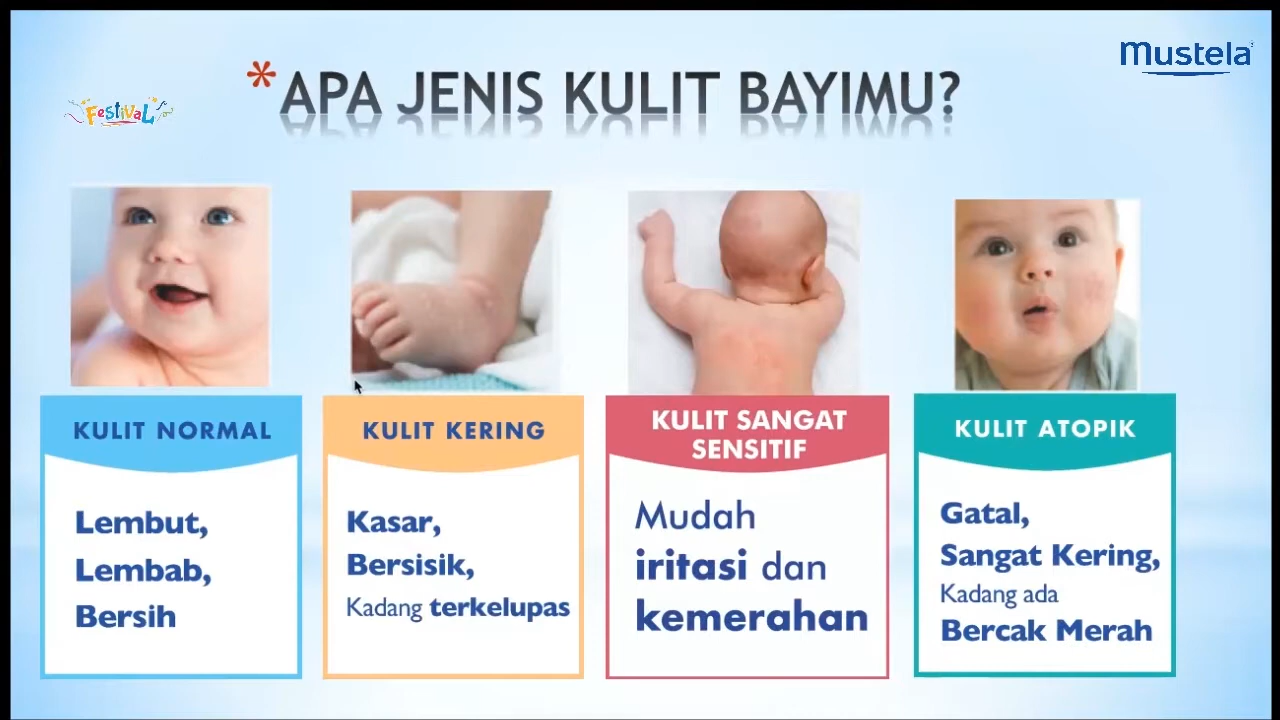 mustela
*APA JENIS KULIT BAYIMU?
FestivaL
KULIT NORMAL
Lembut,
Lembab,
Bersih
KULIT KERING
Kasar,
Bersisik,
Kadang terkelupas
KULIT SANGAT
SENSITIF
Mudah
iritasi dan
kemerahan
KULIT ATOPIK
Gatal,
Sangat Kering,
Kadang ada
Bercak Merah